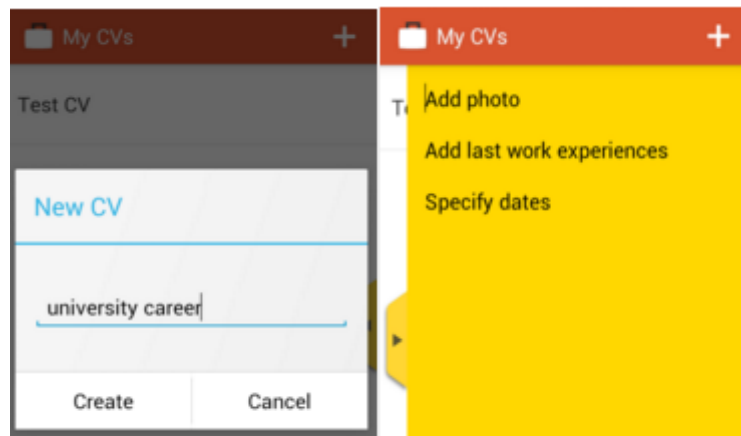 My CVs +
Test CV
New CV
university career
Create Cancel
My CVs +
Te
Add photo
Add last work experiences
Specify dates